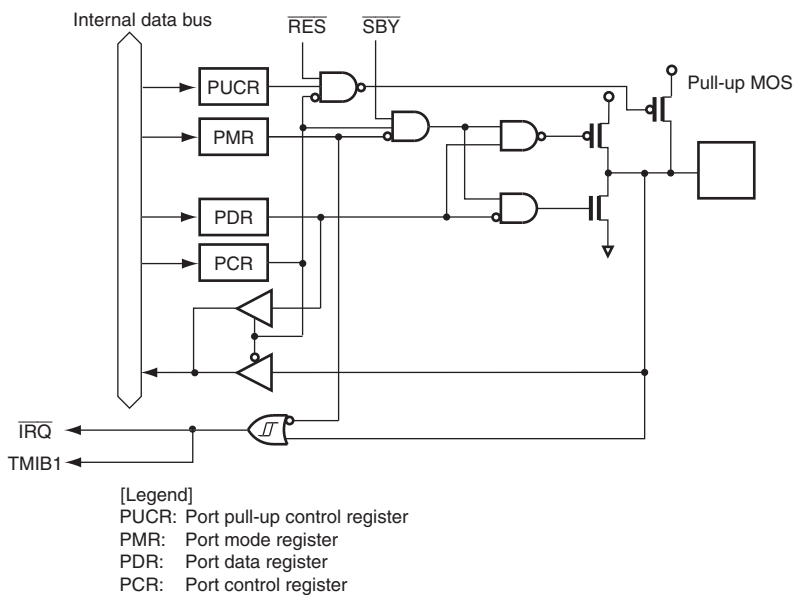 Internal data bus
RES
SBY
PUCR
Pull-up MOS
PMR
PDR
PCR
IRQ
TMIB1
[Legend]
PUCR: Port pull-up control register
PMR: Port mode register
PDR: Port data register
PCR: Port control register